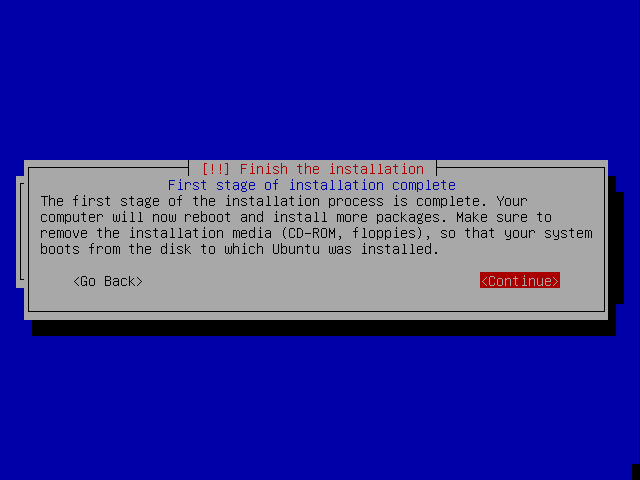 [!!] Finish the installation
First stage of installation complete
The first stage of the installation process is complete. Your
computer will now reboot and install more packages. Make sure to
remove the installation media (CD-ROM, floppies), so that your system
boots from the disk to which Ubuntu was installed.
<Go Back> <Continue>